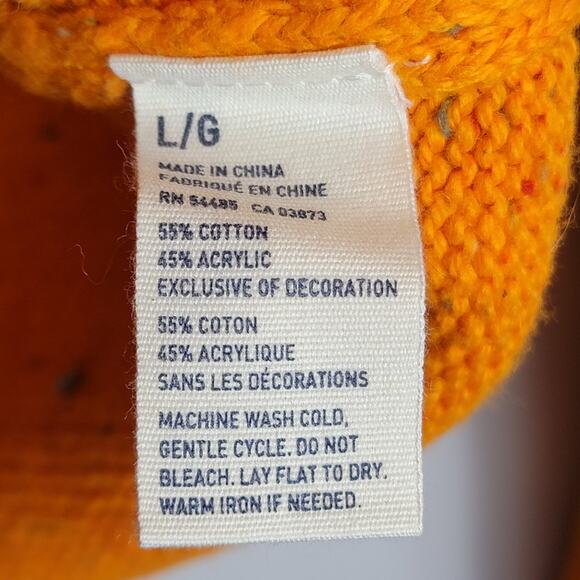 L/G
MADE IN CHINA
FABRIQUÉ EN CHINE
RN 54485 CA 03873
55% COTTON
45% ACRYLIC
EXCLUSIVE OF DECORATION
55% COTON
45% ACRYLIQUE
SANS LES DÉCORATIONS
MACHINE WASH COLD,
GENTLE CYCLE. DO NOT
BLEACH. LAY FLAT TO DRY.
WARM IRON IF NEEDED.